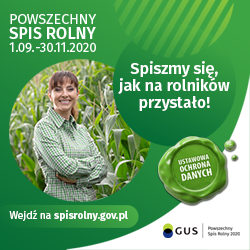 POWSZECHNY
SPIS ROLNY
1.09.-30.11.2020
Spiszmy się,
jak na rolników
przystało!
USTAWOWA
OCHRONA
DANYCH
Wejdź na spisrolny.gov.pl
GUS
Powszechny
Spis Rolny 2020